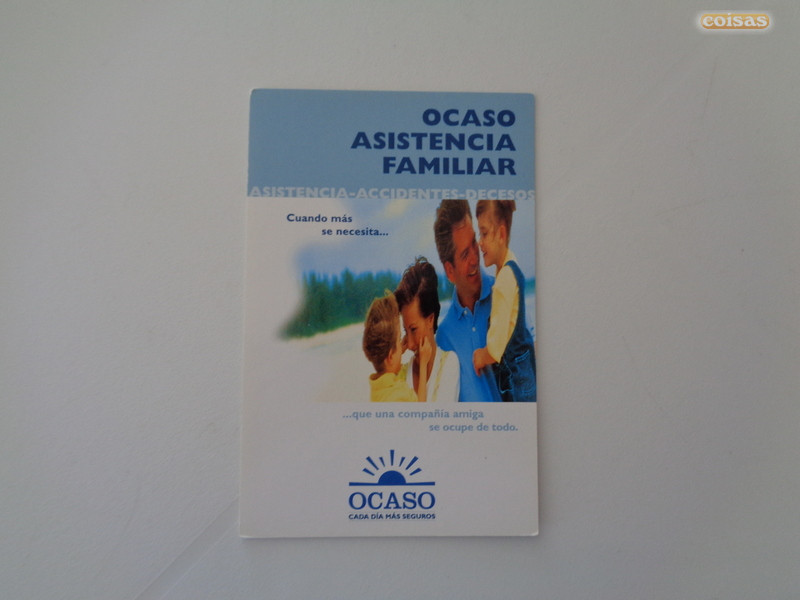 coisas
OCASO
ASISTENCIA
FAMILIAR
ASISTENCIA-ACCIDENTES-DECESOS
Cuando más
se necesita...
...que una compañía amiga
se ocupe de todo.
OCASO
CADA DÍA MÁS SEGUROS